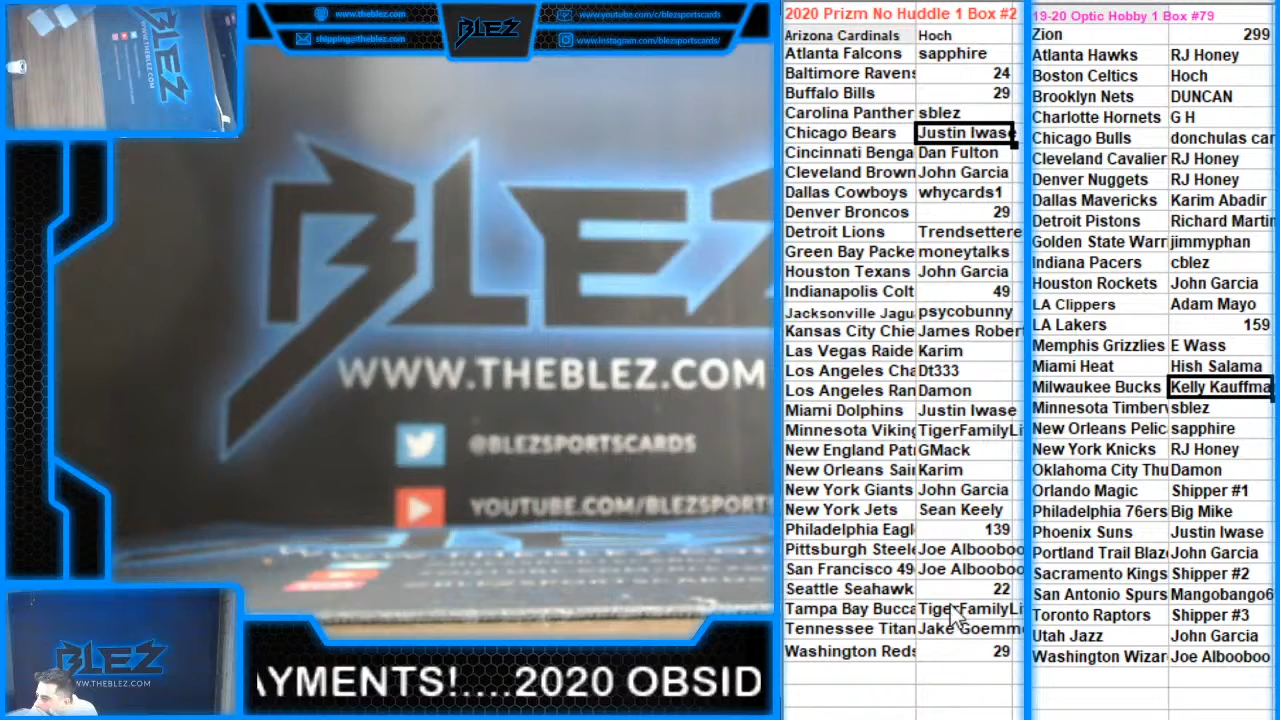 www.theblez.com
www.youtube.com/c/blezsportscards
shipping@theblez.com
www.instagram.com/blezsportscards/
BLEZ
BLEZ
WWW.THEBLEZ.COM
BLEZ
WWW.THEBLEZ.COM
@BLEZSPORTSCARDS
YOUTUBE.COM/BLEZSPORT
BLEZ
WWW.THEBLEZ.COM
AYMENTS!....2020 OBSID
2020 Prizm No Huddle 1 Box #2
Arizona Cardinals Hoch
Atlanta Falcons sapphire
Baltimore Ravens 24
Buffalo Bills 29
Carolina Panther sblez
Chicago Bears Justin Iwase
Cincinnati Benga Dan Fulton
Cleveland Brown John Garcia
Dallas Cowboys whycards1
Denver Broncos 29
Detroit Lions Trendsettere
Green Bay Packe moneytalks
Houston Texans John Garcia
Indianapolis Colt 49
Jacksonville Jagu psycobunny
Kansas City Chie James Robert
Las Vegas Raide Karim
Los Angeles Cha Dt333
Los Angeles Ran Damon
Miami Dolphins Justin Iwase
Minnesota Viking TigerFamilyLi
New England Pat GMack
New Orleans Sai Karim
New York Giants John Garcia
New York Jets Sean Keely
Philadelphia Eagl 139
Pittsburgh Steele Joe Albooboo
San Francisco 49 Joe Albooboo
Seattle Seahawk 22
Tampa Bay Bucca TigerFamilyLi
Tennessee Titan Jake Goemm
Washington Reds 29
19-20 Optic Hobby 1 Box #79
Zion 299
Atlanta Hawks RJ Honey
Boston Celtics Hoch
Brooklyn Nets DUNCAN
Charlotte Hornets G H
Chicago Bulls donchulas car
Cleveland Cavalier RJ Honey
Denver Nuggets RJ Honey
Dallas Mavericks Karim Abadir
Detroit Pistons Richard Martin
Golden State Warr jimmyphan
Indiana Pacers cblez
Houston Rockets John Garcia
LA Clippers Adam Mayo
LA Lakers 159
Memphis Grizzlies E Wass
Miami Heat Hish Salama
Milwaukee Bucks Kelly Kauffma
Minnesota Timberv sblez
New Orleans Pelic sapphire
New York Knicks RJ Honey
Oklahoma City Thu Damon
Orlando Magic Shipper #1
Philadelphia 76ers Big Mike
Phoenix Suns Justin Iwase
Portland Trail Blaz John Garcia
Sacramento Kings Shipper #2
San Antonio Spurs Mangobango6
Toronto Raptors Shipper #3
Utah Jazz John Garcia
Washington Wizar Joe Albooboo